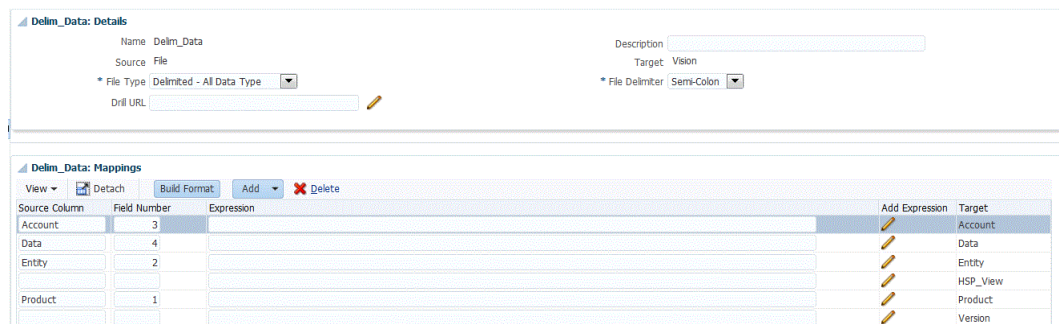 Delim_Data: Details
Name Delim_Data Description
Source File Target Vision
* File Type Delimited - All Data Type * File Delimiter Semi-Colon
Drill URL
Delim_Data: Mappings
View Detach Build Format Add Delete
Source Column Field Number Expression Add Expression Target
Account 3 Account
Data 4 Data
Entity 2 Entity
HSP_View
Product 1 Product
Version